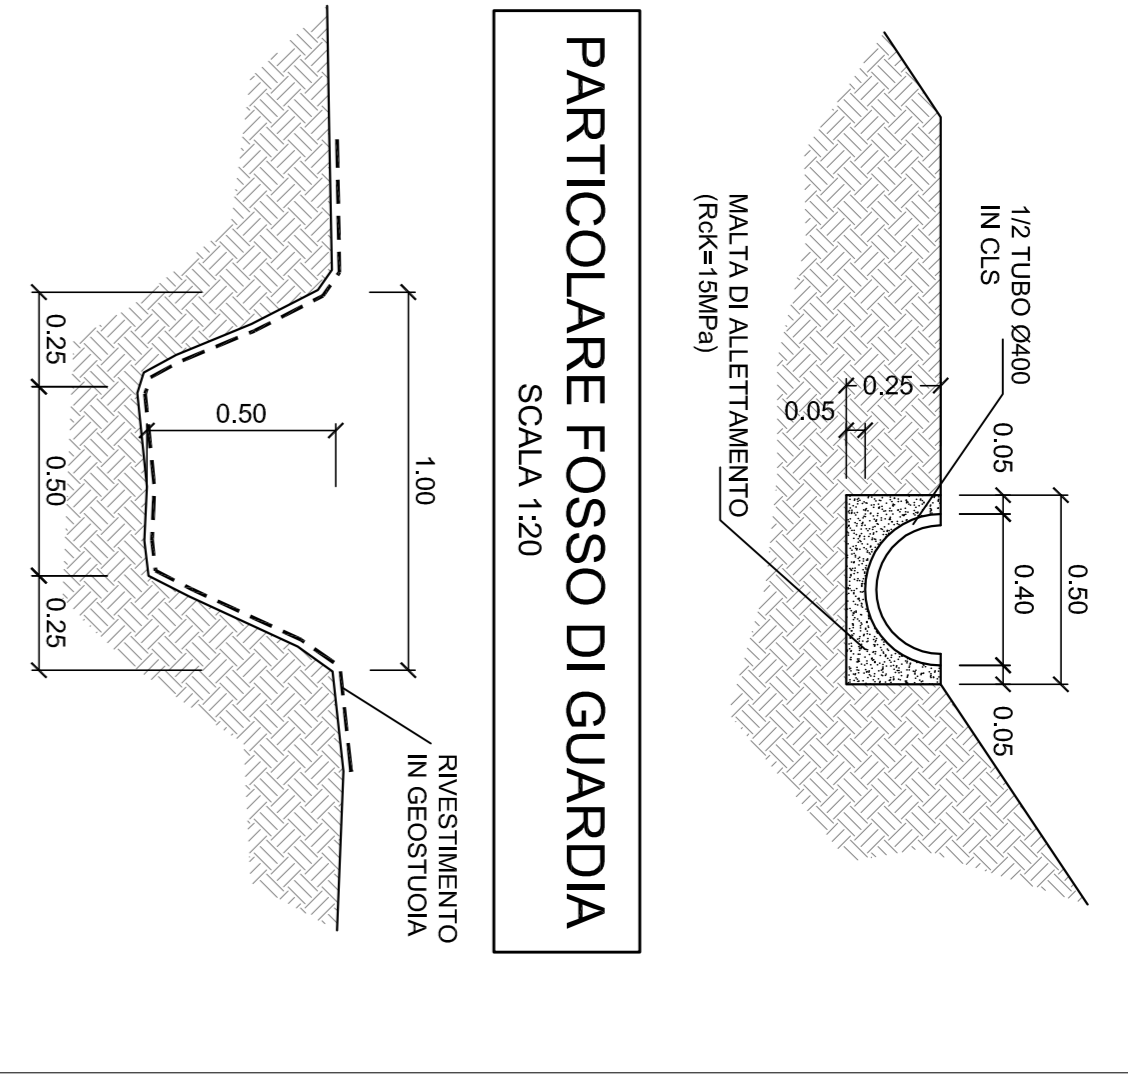 1/2 TUBO Ø400
IN CLS
0.05
0.40
0.50
0.05
0.25
0.05
MALTA DI ALLETTAMENTO
(RcK=15MPa)
PARTICOLARE FOSSO DI GUARDIA
SCALA 1:20
1.00
0.50
0.25
0.50
0.25
RIVESTIMENTO
IN GEOSTUOIA